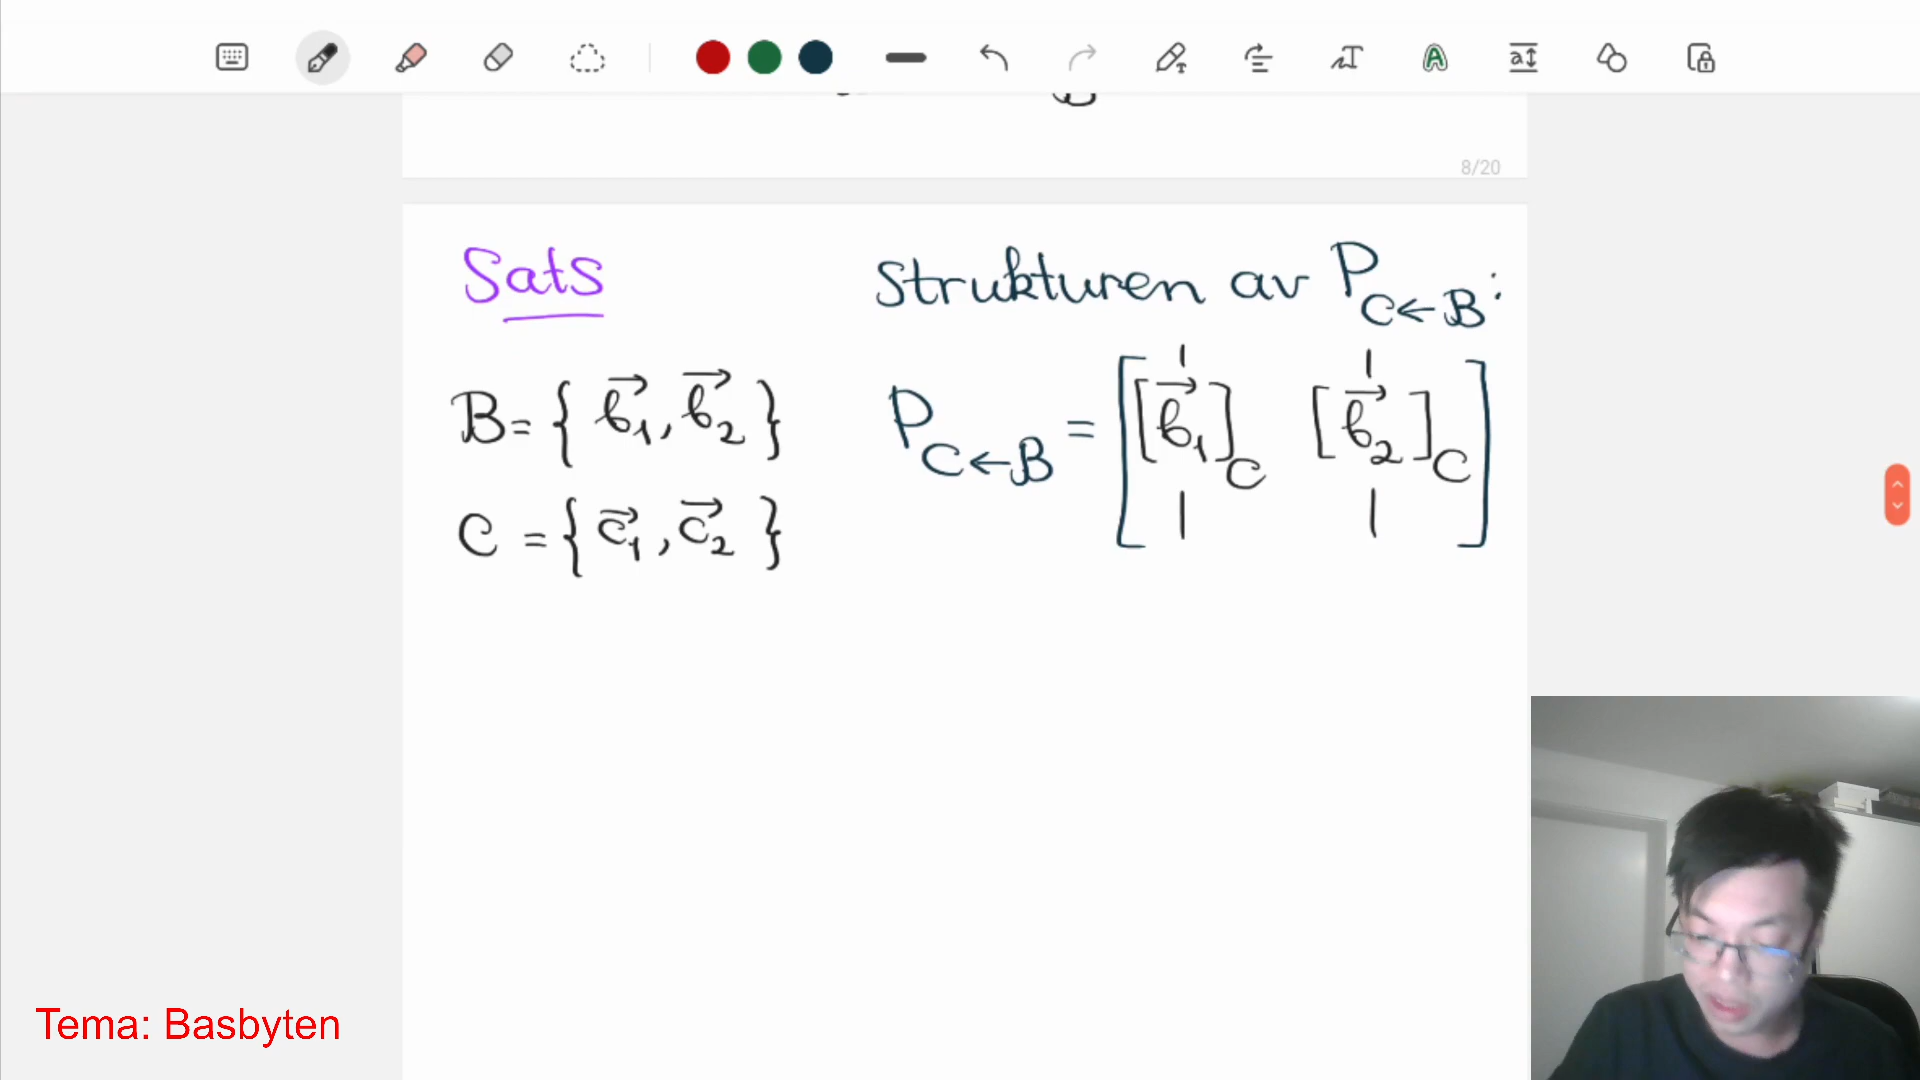 8/20
Sats
B = { b⃗₁, b⃗₂ }
C = { c⃗₁, c⃗₂ }
Strukturen av P_{C←B}:
P_{C←B} = [ [b⃗₁]_C [b⃗₂]_C ]
Tema: Basbyten